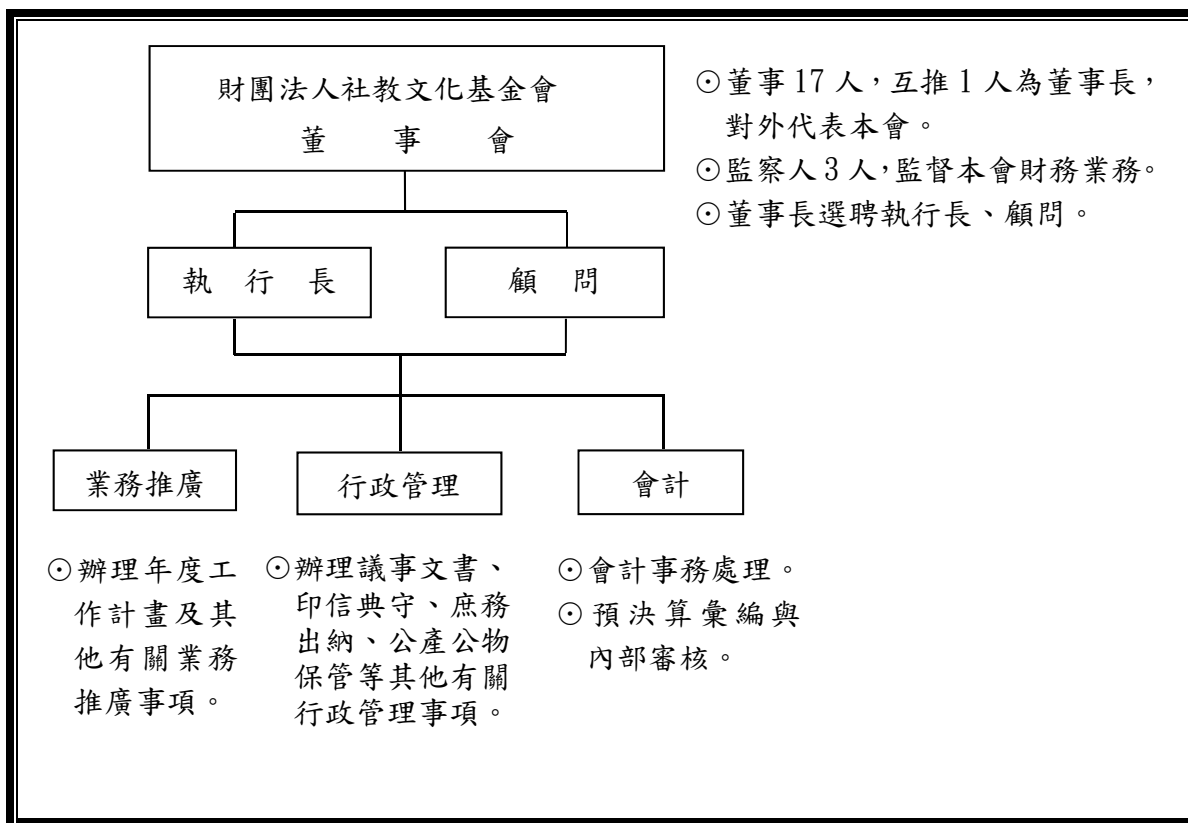 財團法人社教文化基金會
董 事 會
⊙董事 17 人，互推 1 人為董事長，
對外代表本會。
⊙監察人 3 人，監督本會財務業務。
⊙董事長選聘執行長、顧問。
執 行 長
顧 問
業務推廣
行政管理
會計
⊙辦理年度工
作計畫及其
他有關業務
推廣事項。
⊙辦理議事文書、
印信典守、庶務
出納、公產公物
保管等其他有關
行政管理事項。
⊙會計事務處理。
⊙預決算彙編與
內部審核。